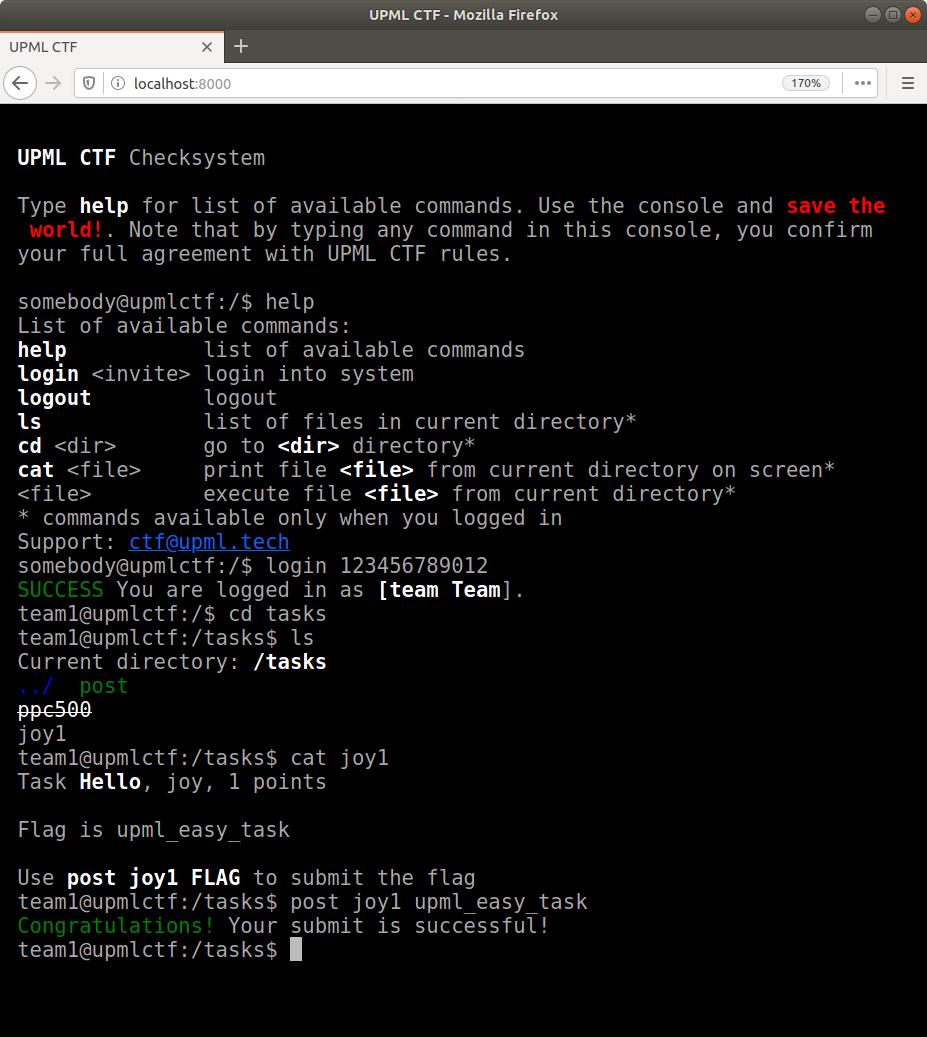 UPML CTF - Mozilla Firefox
UPML CTF
localhost:8000
170%
UPML CTF Checksystem
Type help for list of available commands. Use the console and save the
world!. Note that by typing any command in this console, you confirm
your full agreement with UPML CTF rules.
somebody@upmlctf:/$ help
List of available commands:
help list of available commands
login <invite> login into system
logout logout
ls list of files in current directory*
cd <dir> go to <dir> directory*
cat <file> print file <file> from current directory on screen*
<file> execute file <file> from current directory*
* commands available only when you logged in
Support: ctf@upml.tech
somebody@upmlctf:/$ login 123456789012
SUCCESS You are logged in as [team Team].
team1@upmlctf:/$ cd tasks
team1@upmlctf:/tasks$ ls
Current directory: /tasks
../ post
ppc500
joy1
team1@upmlctf:/tasks$ cat joy1
Task Hello, joy, 1 points
Flag is upml_easy_task
Use post joy1 FLAG to submit the flag
team1@upmlctf:/tasks$ post joy1 upml_easy_task
Congratulations! Your submit is successful!
team1@upmlctf:/tasks$